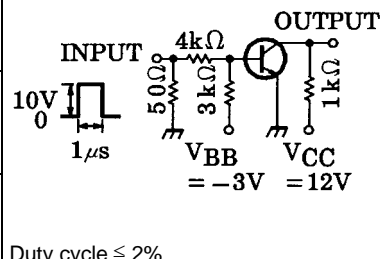 OUTPUT
INPUT
4kΩ
50Ω
3kΩ
1kΩ
10V
0
1μs
VBB
= −3V
VCC
= 12V
Duty cycle ≤ 2%